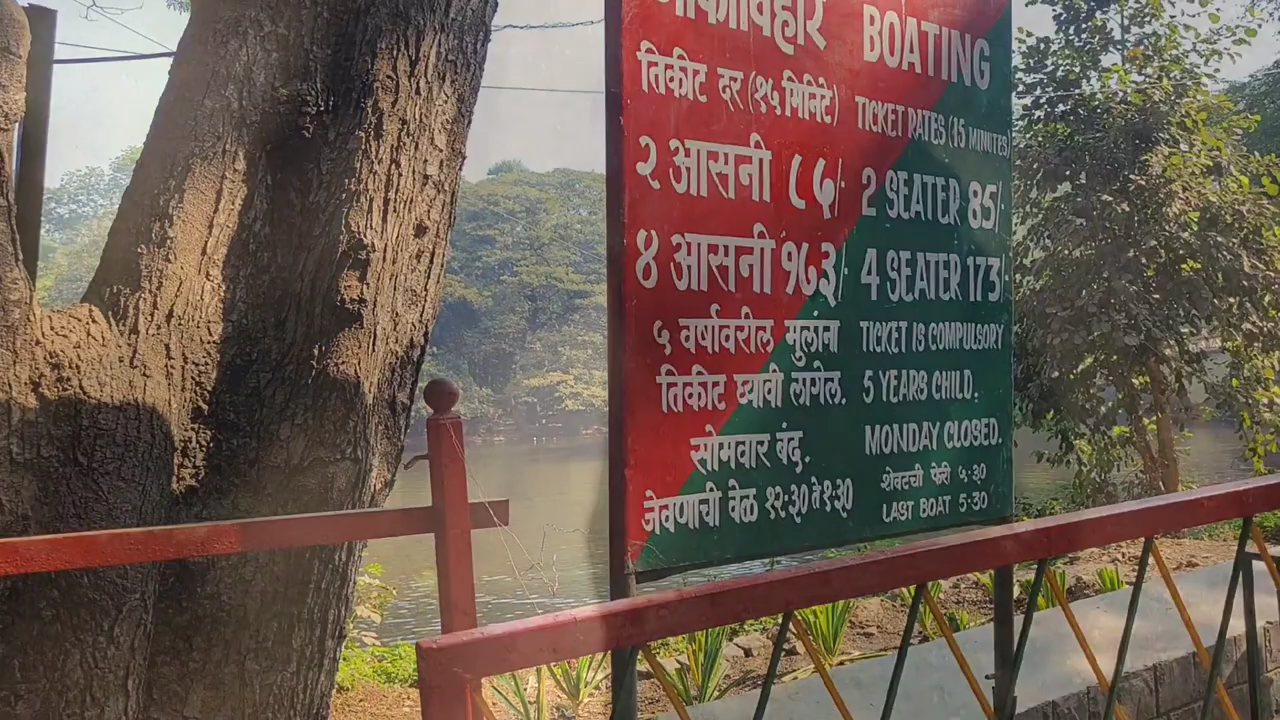 नौकाविहार BOATING
तिकीट दर (१५ मिनिटे) TICKET RATES (15 MINUTES)
२ आसनी ८५/- 2 SEATER 85/-
४ आसनी १७३/- 4 SEATER 173/-
५ वर्षावरील मुलांना TICKET IS COMPULSORY
तिकीट घ्यावी लागेल. 5 YEARS CHILD.
सोमवार बंद. MONDAY CLOSED.
जेवणाची वेळ १२:३० ते १:३० शेवटची फेरी ५:३०
LAST BOAT 5:30